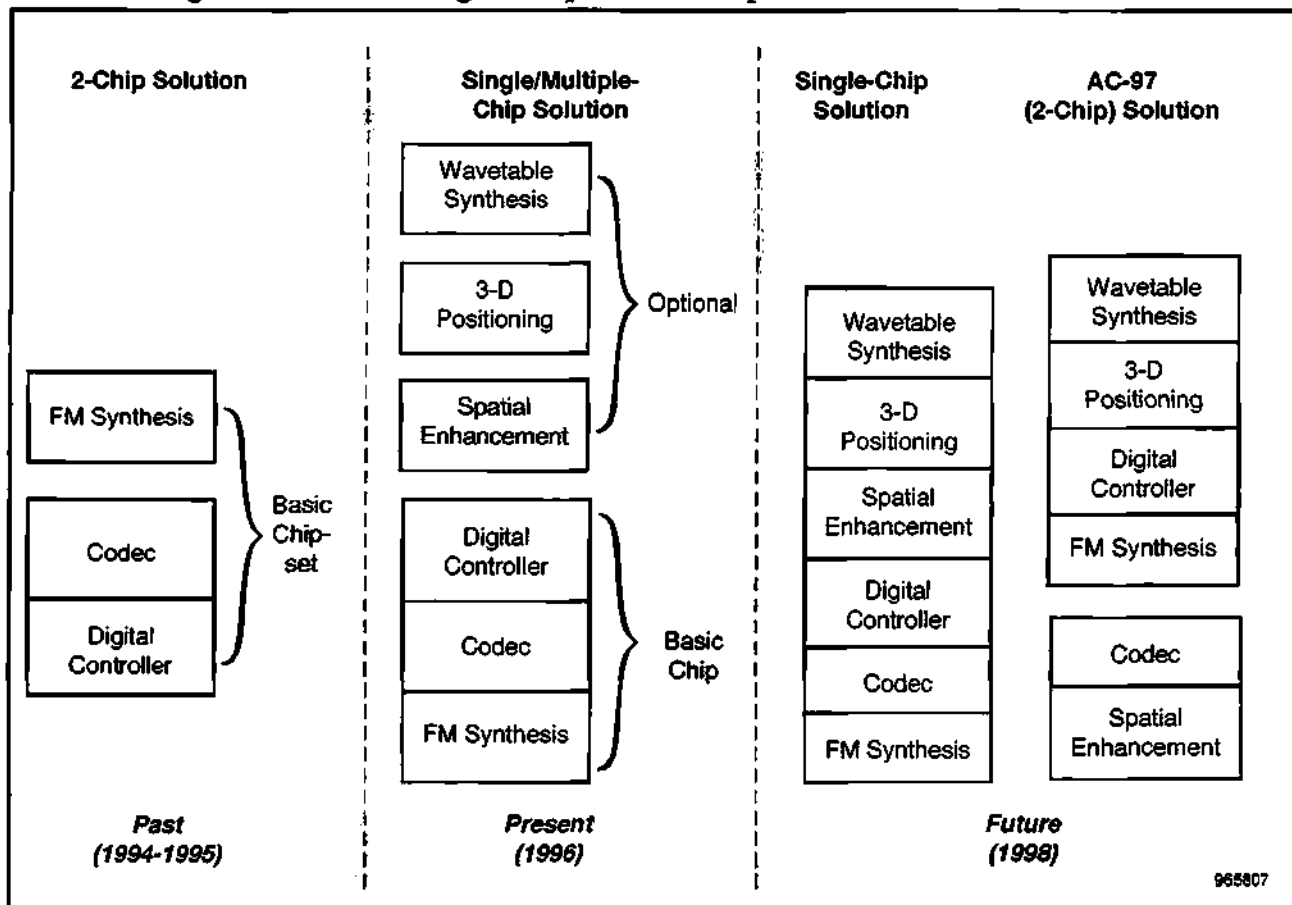 2-Chip Solution
FM Synthesis
Codec
Digital
Controller
Basic
Chip-
set
Past
(1994-1995)
Single/Multiple-
Chip Solution
Wavetable
Synthesis
3-D
Positioning
Spatial
Enhancement
Optional
Digital
Controller
Codec
FM Synthesis
Basic
Chip
Present
(1996)
Single-Chip
Solution
Wavetable
Synthesis
3-D
Positioning
Spatial
Enhancement
Digital
Controller
Codec
FM Synthesis
AC-97
(2-Chip) Solution
Wavetable
Synthesis
3-D
Positioning
Digital
Controller
FM Synthesis
Codec
Spatial
Enhancement
Future
(1998)
965807